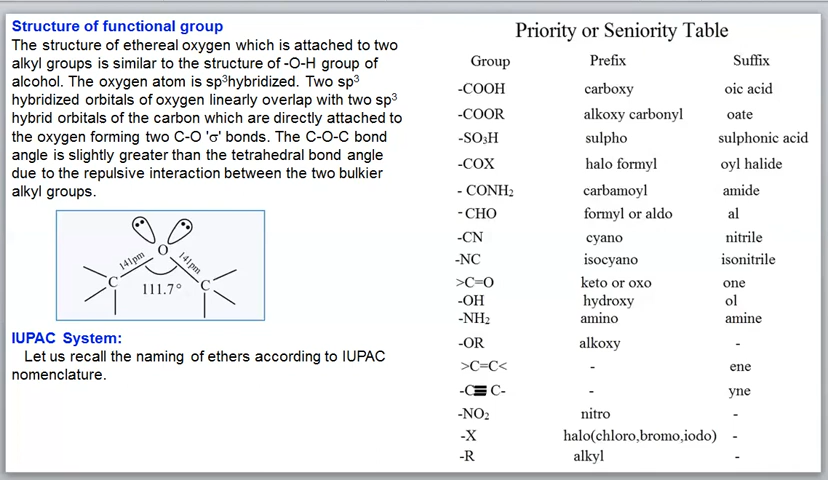 Structure of functional group
The structure of ethereal oxygen which is attached to two
alkyl groups is similar to the structure of -O-H group of
alcohol. The oxygen atom is sp³hybridized. Two sp³
hybridized orbitals of oxygen linearly overlap with two sp³
hybrid orbitals of the carbon which are directly attached to
the oxygen forming two C-O 'σ' bonds. The C-O-C bond
angle is slightly greater than the tetrahedral bond angle
due to the repulsive interaction between the two bulkier
alkyl groups.
O
141pm 141pm
C C
111.7°
IUPAC System:
Let us recall the naming of ethers according to IUPAC
nomenclature.
Priority or Seniority Table
Group Prefix Suffix
-COOH carboxy oic acid
-COOR alkoxy carbonyl oate
-SO₃H sulpho sulphonic acid
-COX halo formyl oyl halide
- CONH₂ carbamoyl amide
-CHO formyl or aldo al
-CN cyano nitrile
-NC isocyano isonitrile
>C=O keto or oxo one
-OH hydroxy ol
-NH₂ amino amine
-OR alkoxy -
>C=C< - ene
-C≡C- - yne
-NO₂ nitro -
-X halo(chloro,bromo,iodo) -
-R alkyl -